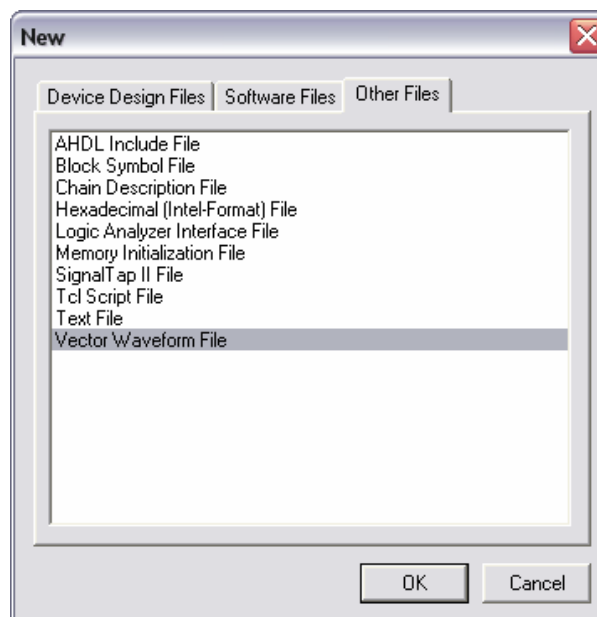 New
Device Design Files Software Files Other Files
AHDL Include File
Block Symbol File
Chain Description File
Hexadecimal (Intel-Format) File
Logic Analyzer Interface File
Memory Initialization File
SignalTap II File
Tcl Script File
Text File
Vector Waveform File
OK Cancel